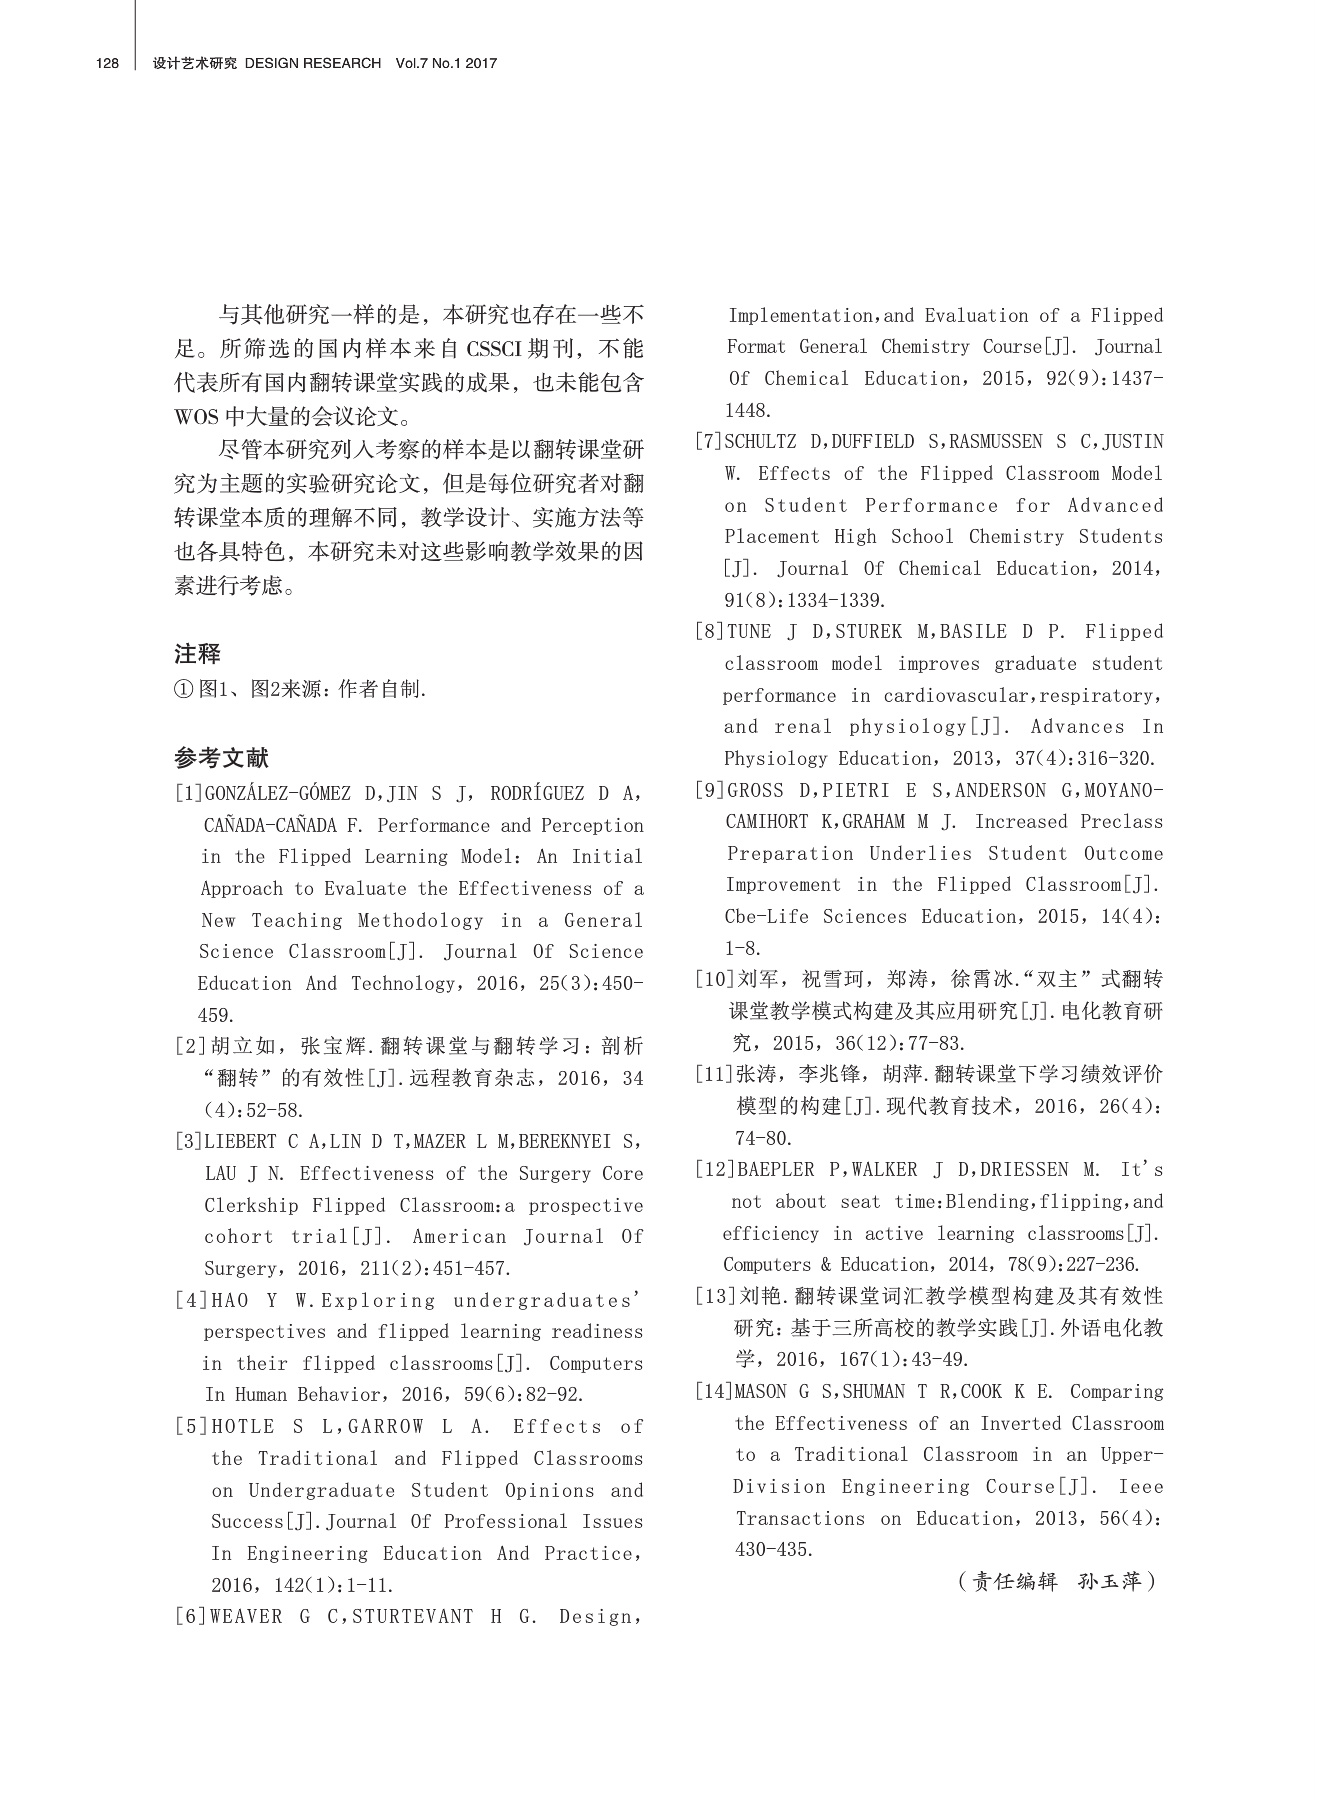 128 设计艺术研究 DESIGN RESEARCH Vol.7 No.1 2017
与其他研究一样的是，本研究也存在一些不
足。所筛选的国内样本来自 CSSCI 期刊，不能
代表所有国内翻转课堂实践的成果，也未能包含
WOS 中大量的会议论文。
尽管本研究列入考察的样本是以翻转课堂研
究为主题的实验研究论文，但是每位研究者对翻
转课堂本质的理解不同，教学设计、实施方法等
也各具特色，本研究未对这些影响教学效果的因
素进行考虑。
注释
① 图1、图2来源：作者自制.
参考文献
[1]GONZÁLEZ-GÓMEZ D,JIN S J, RODRÍGUEZ D A,
CAÑADA-CAÑADA F. Performance and Perception
in the Flipped Learning Model: An Initial
Approach to Evaluate the Effectiveness of a
New Teaching Methodology in a General
Science Classroom[J]. Journal Of Science
Education And Technology, 2016, 25(3):450-
459.
[2]胡立如，张宝辉.翻转课堂与翻转学习：剖析
“翻转”的有效性[J].远程教育杂志，2016，34
(4):52-58.
[3]LIEBERT C A,LIN D T,MAZER L M,BEREKNYEI S,
LAU J N. Effectiveness of the Surgery Core
Clerkship Flipped Classroom:a prospective
cohort trial[J]. American Journal Of
Surgery, 2016, 211(2):451-457.
[4]HAO Y W.Exploring undergraduates'
perspectives and flipped learning readiness
in their flipped classrooms[J]. Computers
In Human Behavior, 2016, 59(6):82-92.
[5]HOTLE S L,GARROW L A. Effects of
the Traditional and Flipped Classrooms
on Undergraduate Student Opinions and
Success[J].Journal Of Professional Issues
In Engineering Education And Practice,
2016, 142(1):1-11.
[6]WEAVER G C,STURTEVANT H G. Design,
Implementation,and Evaluation of a Flipped
Format General Chemistry Course[J]. Journal
Of Chemical Education, 2015, 92(9):1437-
1448.
[7]SCHULTZ D,DUFFIELD S,RASMUSSEN S C,JUSTIN
W. Effects of the Flipped Classroom Model
on Student Performance for Advanced
Placement High School Chemistry Students
[J]. Journal Of Chemical Education, 2014,
91(8):1334-1339.
[8]TUNE J D,STUREK M,BASILE D P. Flipped
classroom model improves graduate student
performance in cardiovascular,respiratory,
and renal physiology[J]. Advances In
Physiology Education, 2013, 37(4):316-320.
[9]GROSS D,PIETRI E S,ANDERSON G,MOYANO-
CAMIHORT K,GRAHAM M J. Increased Preclass
Preparation Underlies Student Outcome
Improvement in the Flipped Classroom[J].
Cbe-Life Sciences Education, 2015, 14(4):
1-8.
[10]刘军，祝雪珂，郑涛，徐霄冰.“双主”式翻转
课堂教学模式构建及其应用研究[J].电化教育研
究，2015，36(12):77-83.
[11]张涛，李兆锋，胡萍.翻转课堂下学习绩效评价
模型的构建[J].现代教育技术，2016，26(4):
74-80.
[12]BAEPLER P,WALKER J D,DRIESSEN M. It's
not about seat time:Blending,flipping,and
efficiency in active learning classrooms[J].
Computers & Education, 2014, 78(9):227-236.
[13]刘艳.翻转课堂词汇教学模型构建及其有效性
研究：基于三所高校的教学实践[J].外语电化教
学，2016，167(1):43-49.
[14]MASON G S,SHUMAN T R,COOK K E. Comparing
the Effectiveness of an Inverted Classroom
to a Traditional Classroom in an Upper-
Division Engineering Course[J]. Ieee
Transactions on Education, 2013, 56(4):
430-435.
（责任编辑 孙玉萍）